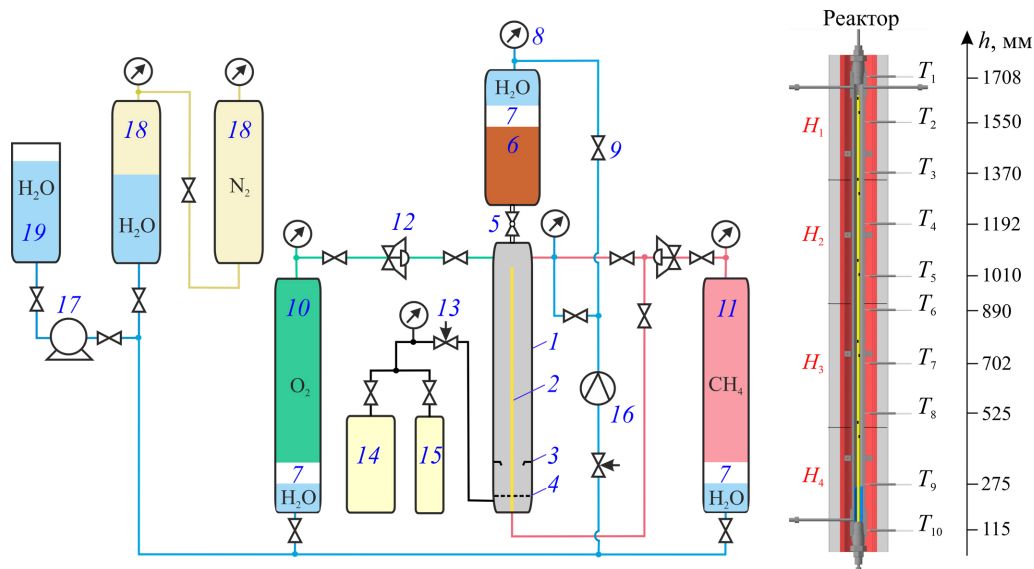 Реактор
h, мм
8
H₂O
7
6
9
5
18
18
H₂O
N₂
H₂O
19
17
12
10
O₂
7
H₂O
13
14
15
1
2
3
4
16
11
CH₄
7
H₂O
T₁ 1708
H₁
T₂ 1550
T₃ 1370
H₂
T₄ 1192
T₅ 1010
T₆ 890
H₃
T₇ 702
T₈ 525
H₄
T₉ 275
T₁₀ 115